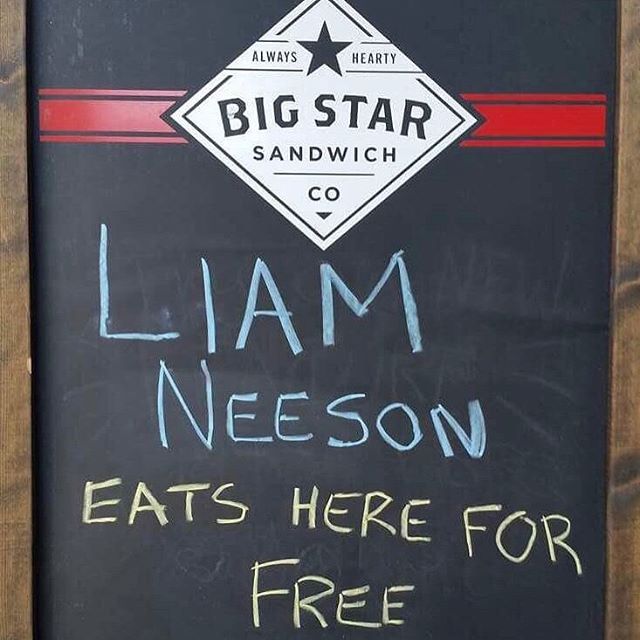 ALWAYS HEARTY
BIG STAR
SANDWICH
CO
LIAM
NEESON
EATS HERE FOR
FREE